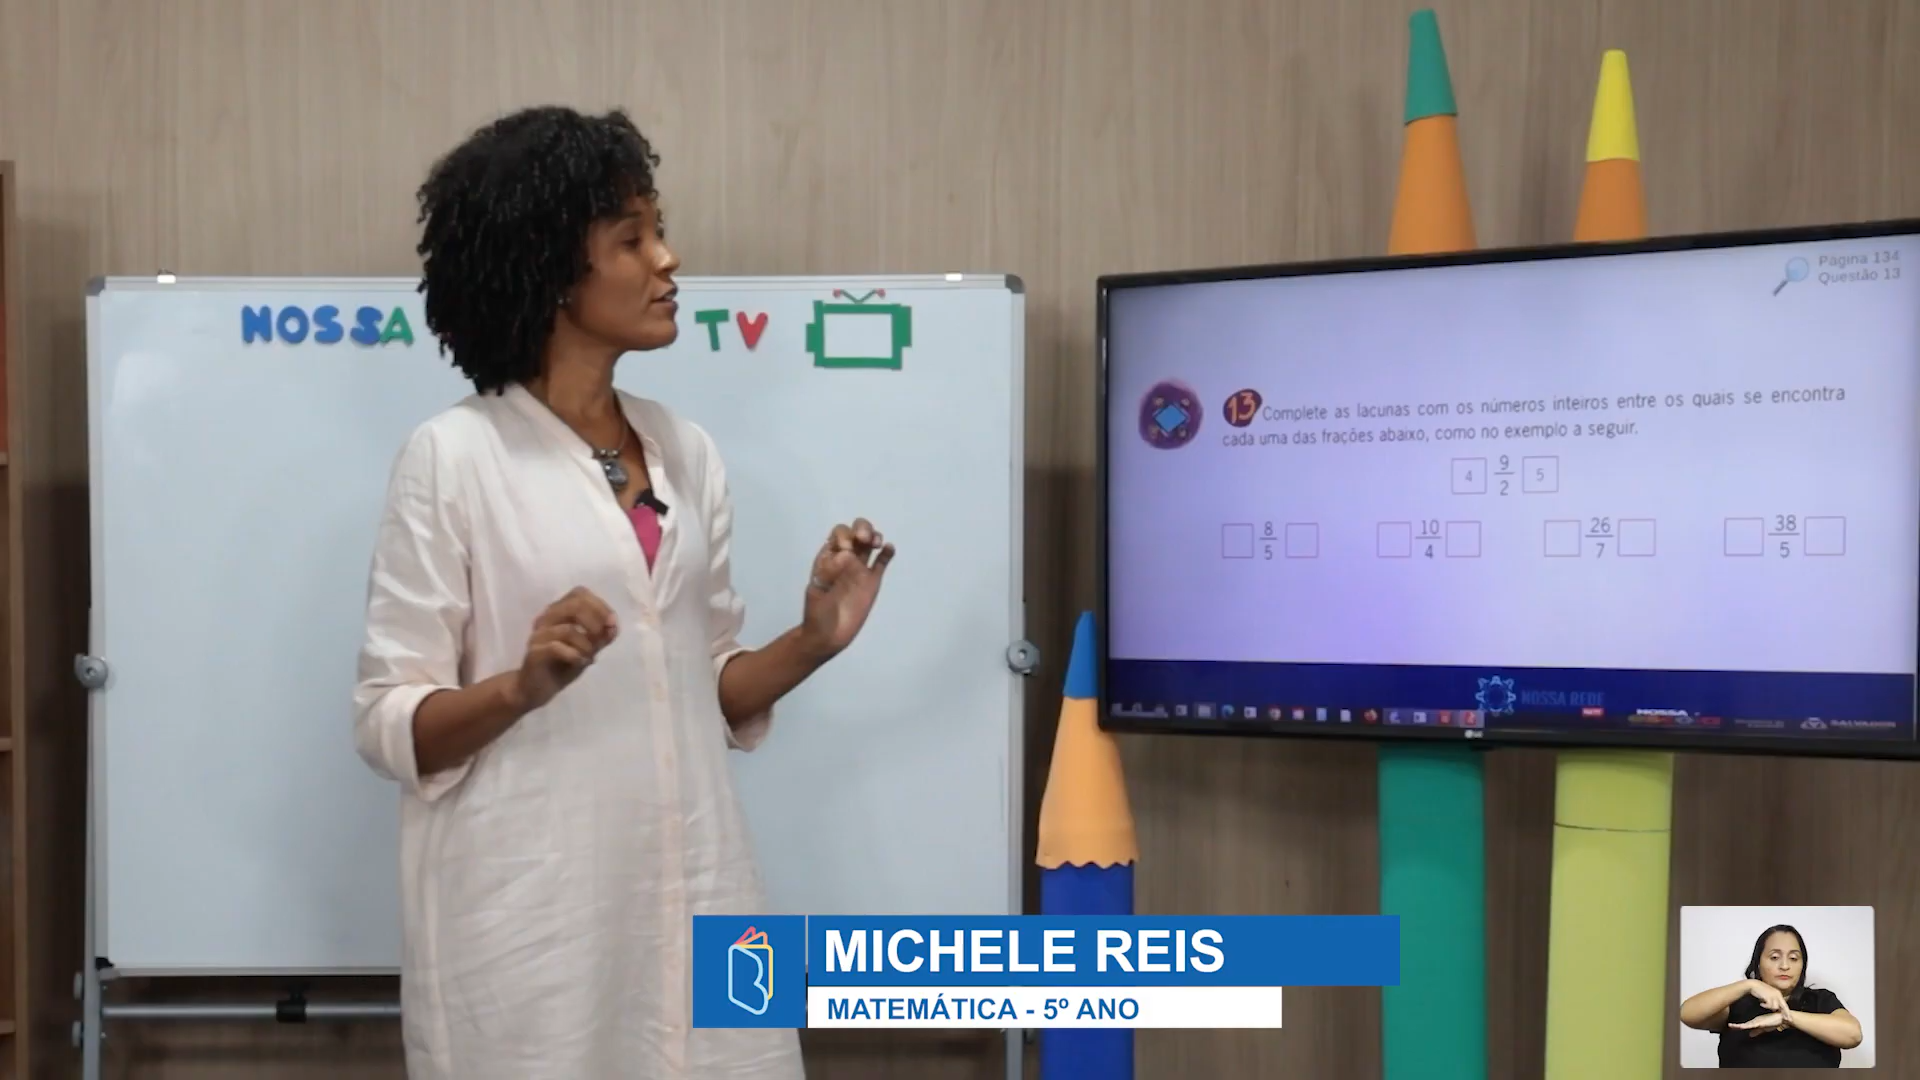 NOSSA
TV
Página 134
Questão 13
13 Complete as lacunas com os números inteiros entre os quais se encontra
cada uma das frações abaixo, como no exemplo a seguir.
4 9/2 5
8/5 10/4 26/7 38/5
NOSSA REDE
SALVADOR
MICHELE REIS
MATEMÁTICA - 5º ANO